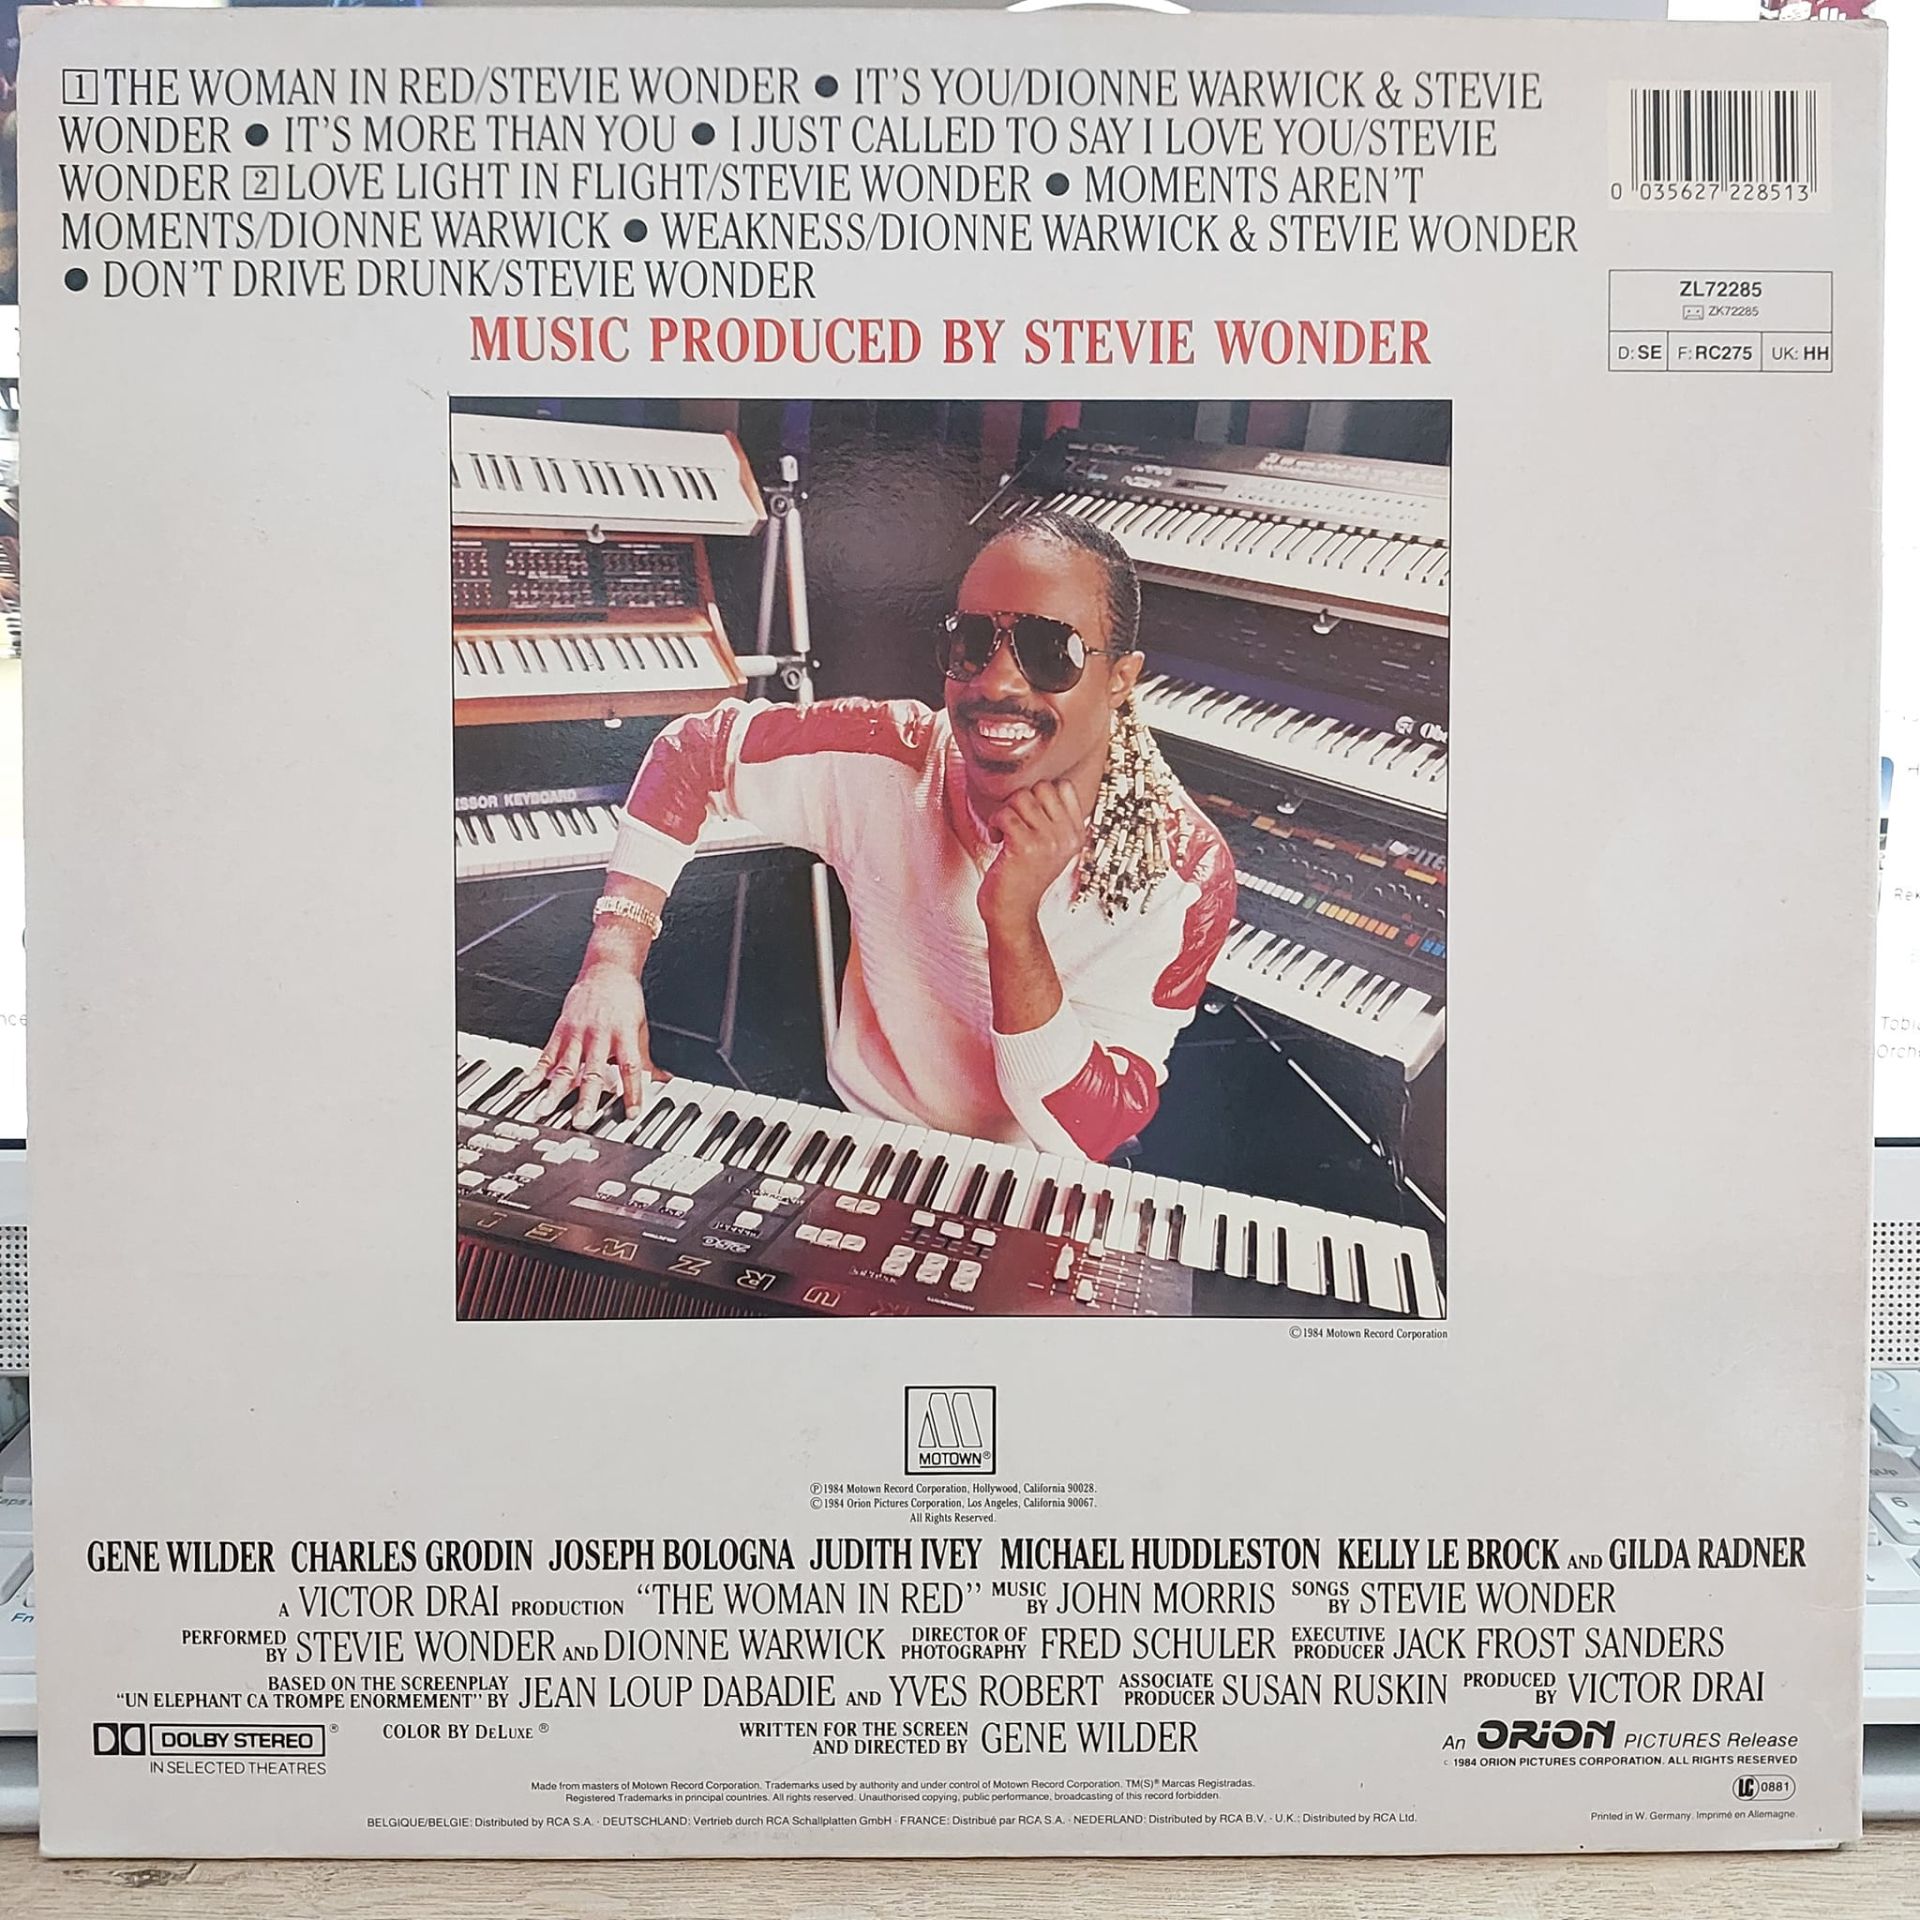 1 THE WOMAN IN RED/STEVIE WONDER ● IT'S YOU/DIONNE WARWICK & STEVIE
WONDER ● IT'S MORE THAN YOU ● I JUST CALLED TO SAY I LOVE YOU/STEVIE
WONDER 2 LOVE LIGHT IN FLIGHT/STEVIE WONDER ● MOMENTS AREN'T
MOMENTS/DIONNE WARWICK ● WEAKNESS/DIONNE WARWICK & STEVIE WONDER
● DON'T DRIVE DRUNK/STEVIE WONDER
0 035627 228513
ZL72285
ZK72285
D: SE F: RC275 UK: HH
MUSIC PRODUCED BY STEVIE WONDER
ISSOR KEYBOARD
Obe
JUPITE
KURZWEIL
250
© 1984 Motown Record Corporation
MOTOWN®
℗ 1984 Motown Record Corporation, Hollywood, California 90028.
© 1984 Orion Pictures Corporation, Los Angeles, California 90067.
All Rights Reserved.
GENE WILDER CHARLES GRODIN JOSEPH BOLOGNA JUDITH IVEY MICHAEL HUDDLESTON KELLY LE BROCK AND GILDA RADNER
A VICTOR DRAI PRODUCTION "THE WOMAN IN RED" MUSIC BY JOHN MORRIS SONGS BY STEVIE WONDER
PERFORMED BY STEVIE WONDER AND DIONNE WARWICK DIRECTOR OF PHOTOGRAPHY FRED SCHULER EXECUTIVE PRODUCER JACK FROST SANDERS
BASED ON THE SCREENPLAY "UN ELEPHANT CA TROMPE ENORMEMENT" BY JEAN LOUP DABADIE AND YVES ROBERT ASSOCIATE PRODUCER SUSAN RUSKIN PRODUCED BY VICTOR DRAI
DOLBY STEREO ® COLOR BY DELUXE ® WRITTEN FOR THE SCREEN AND DIRECTED BY GENE WILDER An ORION PICTURES Release
IN SELECTED THEATRES
c 1984 ORION PICTURES CORPORATION. ALL RIGHTS RESERVED
LC 0881
Made from masters of Motown Record Corporation. Trademarks used by authority and under control of Motown Record Corporation. TM(S)® Marcas Registradas.
Registered Trademarks in principal countries. All rights reserved. Unauthorised copying, public performance, broadcasting of this record forbidden.
BELGIQUE/BELGIE: Distributed by RCA S.A. · DEUTSCHLAND: Vertrieb durch RCA Schallplatten GmbH · FRANCE: Distribué par RCA S.A. · NEDERLAND: Distributed by RCA B.V. · U.K.: Distributed by RCA Ltd.
Printed in W. Germany. Imprimé en Allemagne.
Tobi
Orch
Fn
6